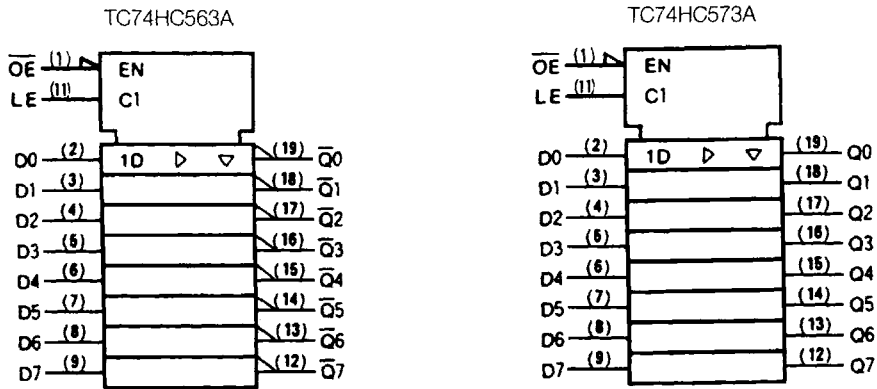 TC74HC563A
OE (1) EN
LE (11) C1
D0 (2) 1D (19) Q0
D1 (3) (18) Q1
D2 (4) (17) Q2
D3 (5) (16) Q3
D4 (6) (15) Q4
D5 (7) (14) Q5
D6 (8) (13) Q6
D7 (9) (12) Q7
TC74HC573A
OE (1) EN
LE (11) C1
D0 (2) 1D (19) Q0
D1 (3) (18) Q1
D2 (4) (17) Q2
D3 (5) (16) Q3
D4 (6) (15) Q4
D5 (7) (14) Q5
D6 (8) (13) Q6
D7 (9) (12) Q7